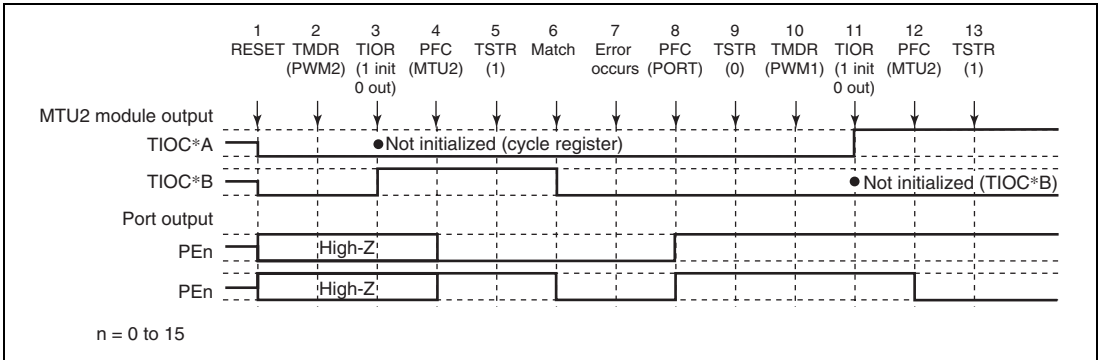 1 2 3 4 5 6 7 8 9 10 11 12 13
RESET TMDR TIOR PFC TSTR Match Error PFC TSTR TMDR TIOR PFC TSTR
(PWM2) (1 init (MTU2) (1) occurs (PORT) (0) (PWM1) (1 init (MTU2) (1)
0 out) 0 out)
MTU2 module output
TIOC*A ●Not initialized (cycle register)
TIOC*B ● Not initialized (TIOC*B)
Port output
PEn High-Z
PEn High-Z
n = 0 to 15